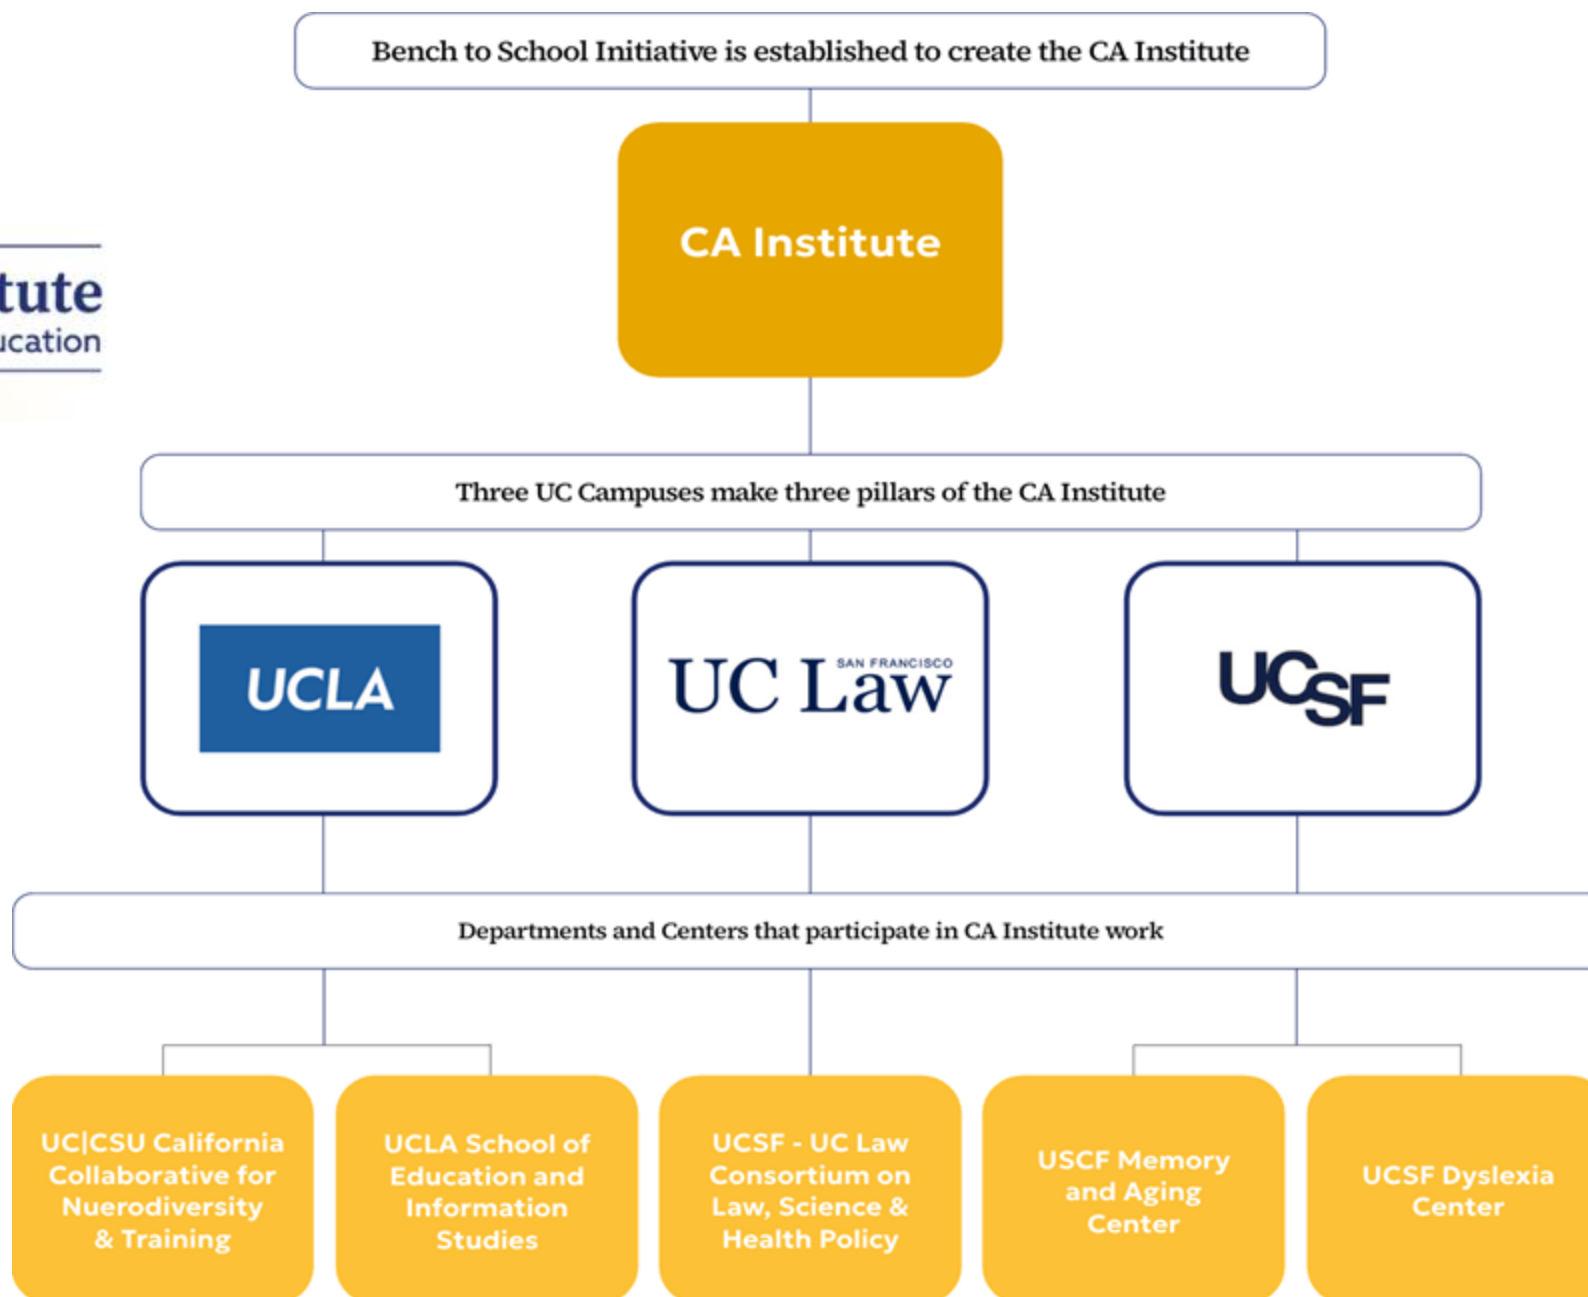 Bench to School Initiative is established to create the CA Institute
CA Institute
tute
ucation
Three UC Campuses make three pillars of the CA Institute
UCLA
UC Law
SAN FRANCISCO
UCSF
Departments and Centers that participate in CA Institute work
UC|CSU California
Collaborative for
Nuerodiversity
& Training
UCLA School of
Education and
Information
Studies
UCSF - UC Law
Consortium on
Law, Science &
Health Policy
USCF Memory
and Aging
Center
UCSF Dyslexia
Center